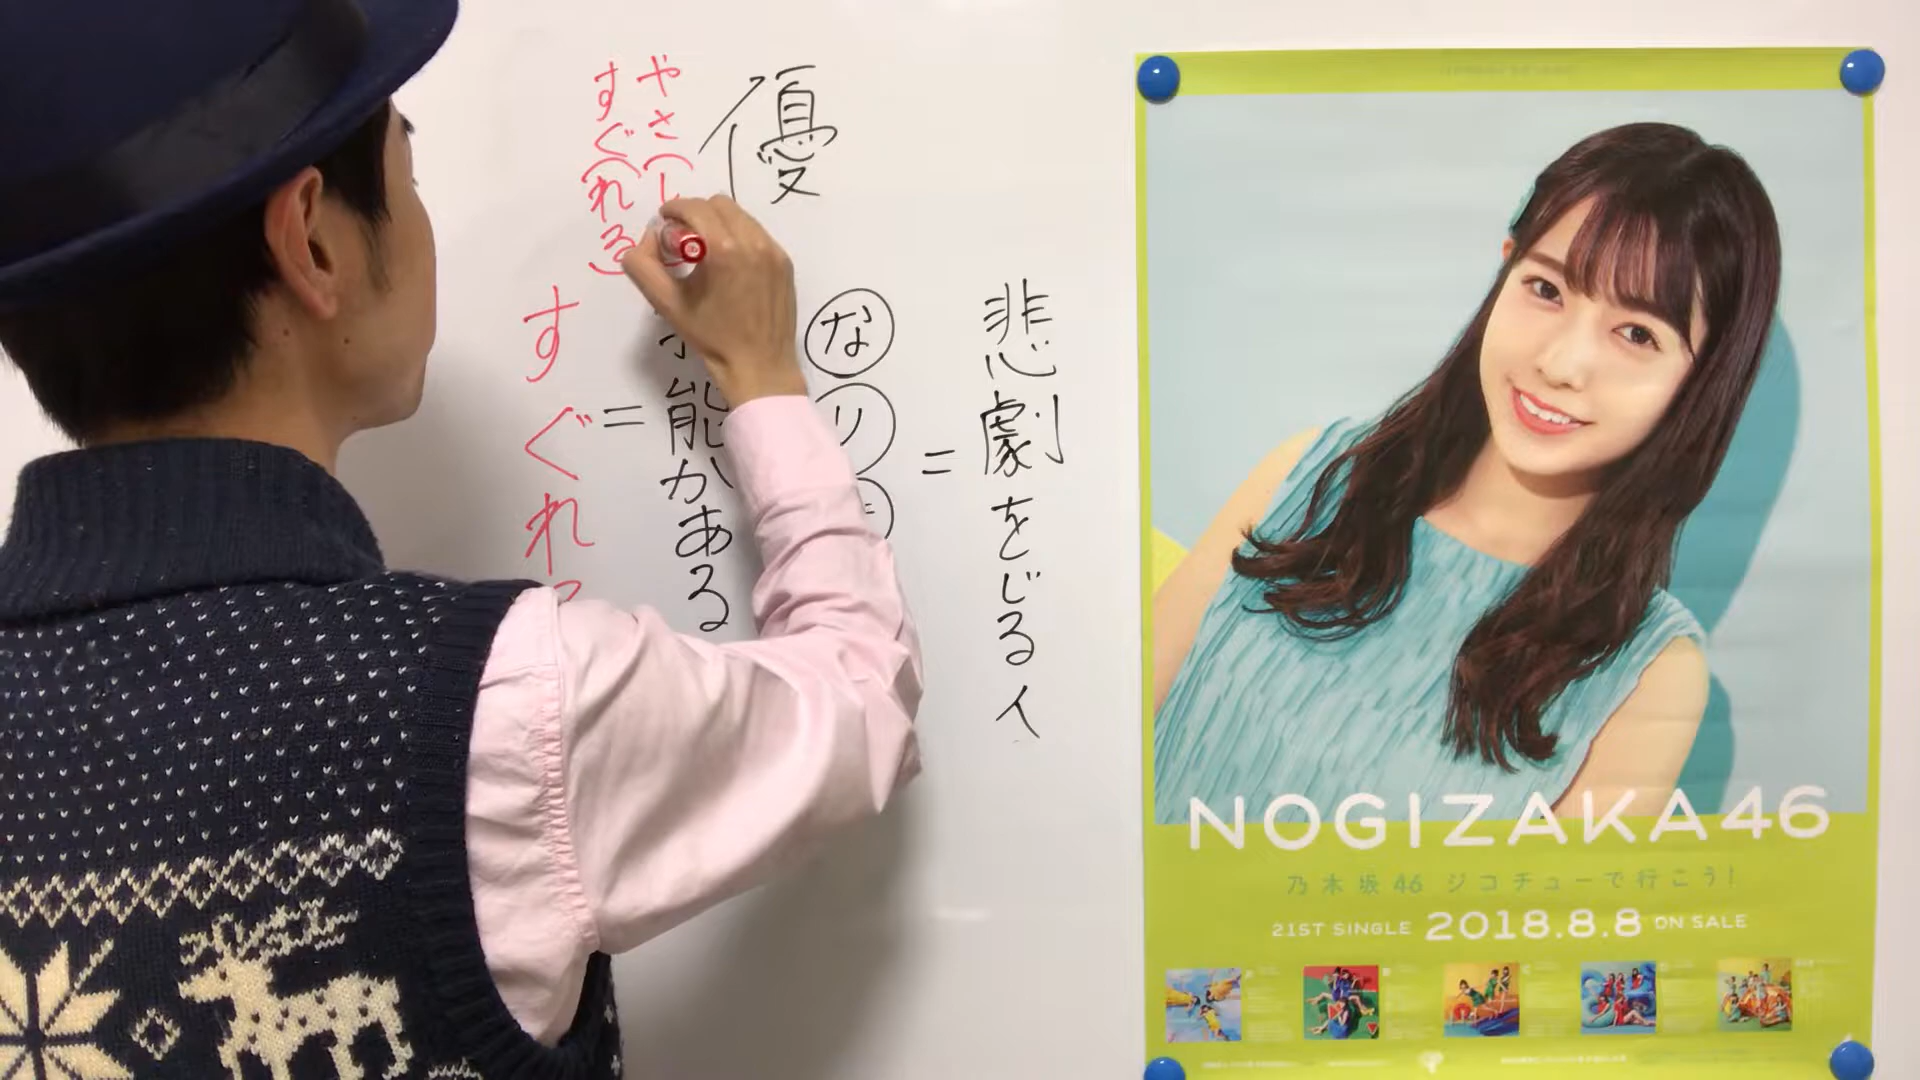 優
やさ(し
すぐ(れる)
悲劇をじる人
=
なり
能がある
=
すぐれ
NOGIZAKA46
乃木坂46 ジコチューで行こう!
21ST SINGLE 2018.8.8 ON SALE